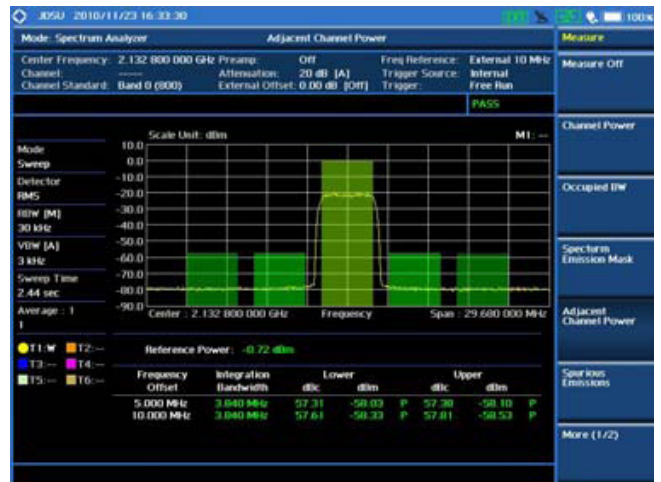 JDSU 2010/11/23 16:33:30
100%
Mode: Spectrum Analyzer
Adjacent Channel Power
Measure
Center Frequency: 2.132 800 000 GHz
Preamp: Off
Freq Reference: External 10 MHz
Channel: -----
Attenuation: 20 dB [A]
Trigger Source: Internal
Channel Standard: Band 0 (800)
External Offset: 0.00 dB [Off]
Trigger: Free Run
PASS
Measure Off
Channel Power
Occupied BW
Specturm
Emission Mask
Adjacent
Channel Power
Spurious
Emissions
More (1/2)
Scale Unit: dBm
M1: --
Mode
Sweep
Detector
RMS
RBW [M]
30 kHz
VBW [A]
3 kHz
Sweep Time
2.44 sec
Average : 1
1
T1:W T2:--
T3:-- T4:--
T5:-- T6:--
10.0
0.0
-10.0
-20.0
-30.0
-40.0
-50.0
-60.0
-70.0
-80.0
-90.0
Center : 2.132 800 000 GHz
Frequency
Span : 29.680 000 MHz
Reference Power: -0.72 dBm
Frequency Integration Lower Upper
Offset Bandwidth dBc dBm dBc dBm
5.000 MHz 3.840 MHz 57.31 -58.03 P 57.38 -58.10 P
10.000 MHz 3.840 MHz 57.61 -58.33 P 57.81 -58.53 P